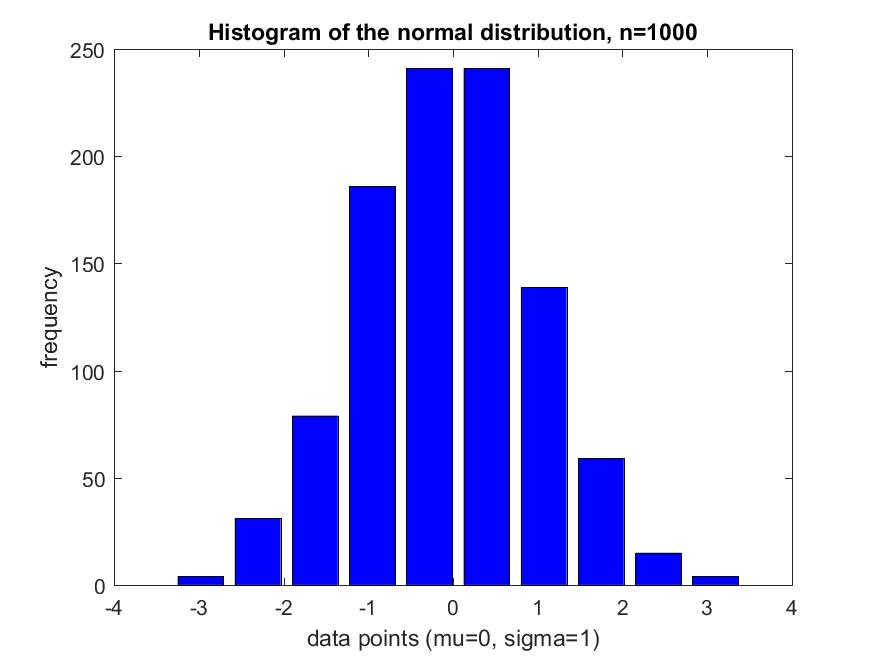 Histogram of the normal distribution, n=1000
250
200
150
100
50
0
frequency
-4 -3 -2 -1 0 1 2 3 4
data points (mu=0, sigma=1)